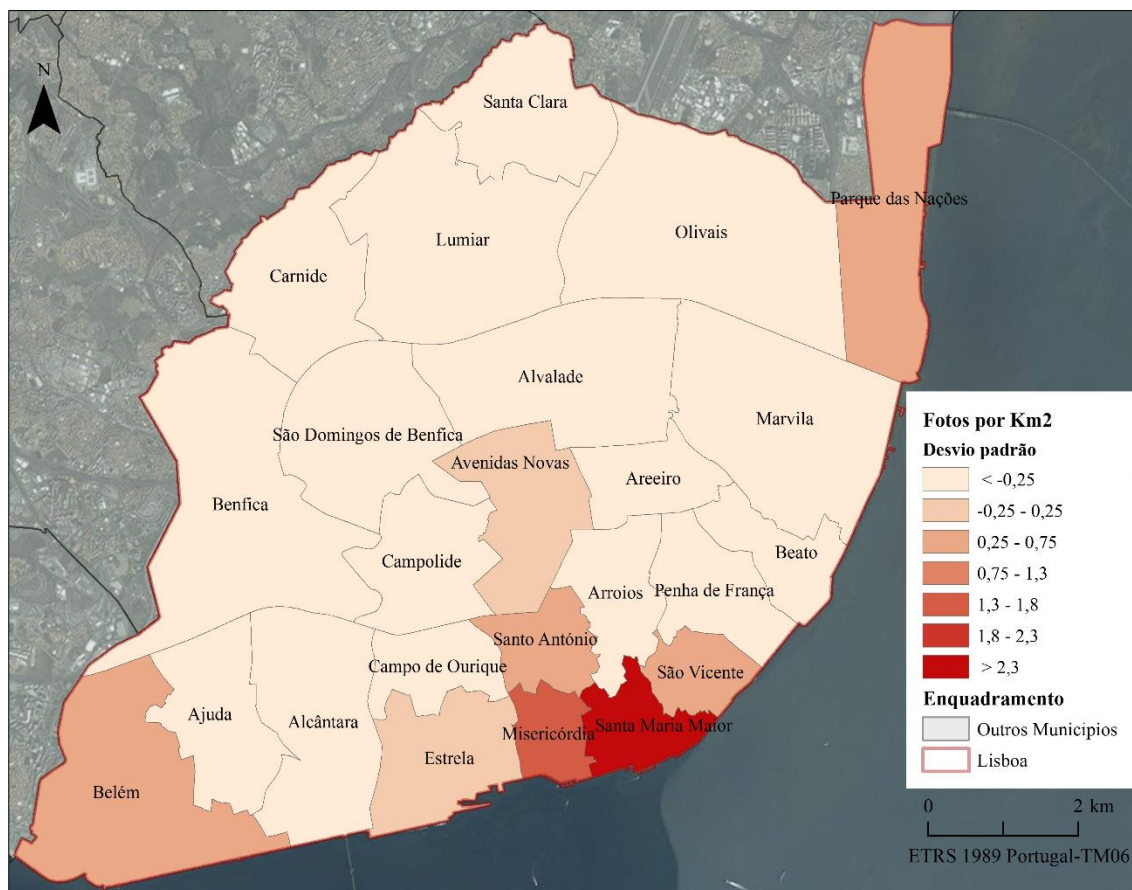 N
Santa Clara
Parque das Nações
Lumiar
Olivais
Carnide
Alvalade
Marvila
São Domingos de Benfica
Avenidas Novas
Areeiro
Benfica
Beato
Campolide
Arroios
Penha de França
Santo António
Campo de Ourique
São Vicente
Ajuda
Alcântara
Misericórdia
Santa Maria Maior
Estrela
Belém
Fotos por Km2
Desvio padrão
< -0,25
-0,25 - 0,25
0,25 - 0,75
0,75 - 1,3
1,3 - 1,8
1,8 - 2,3
> 2,3
Enquadramento
Outros Municipios
Lisboa
0 2 km
ETRS 1989 Portugal-TM06